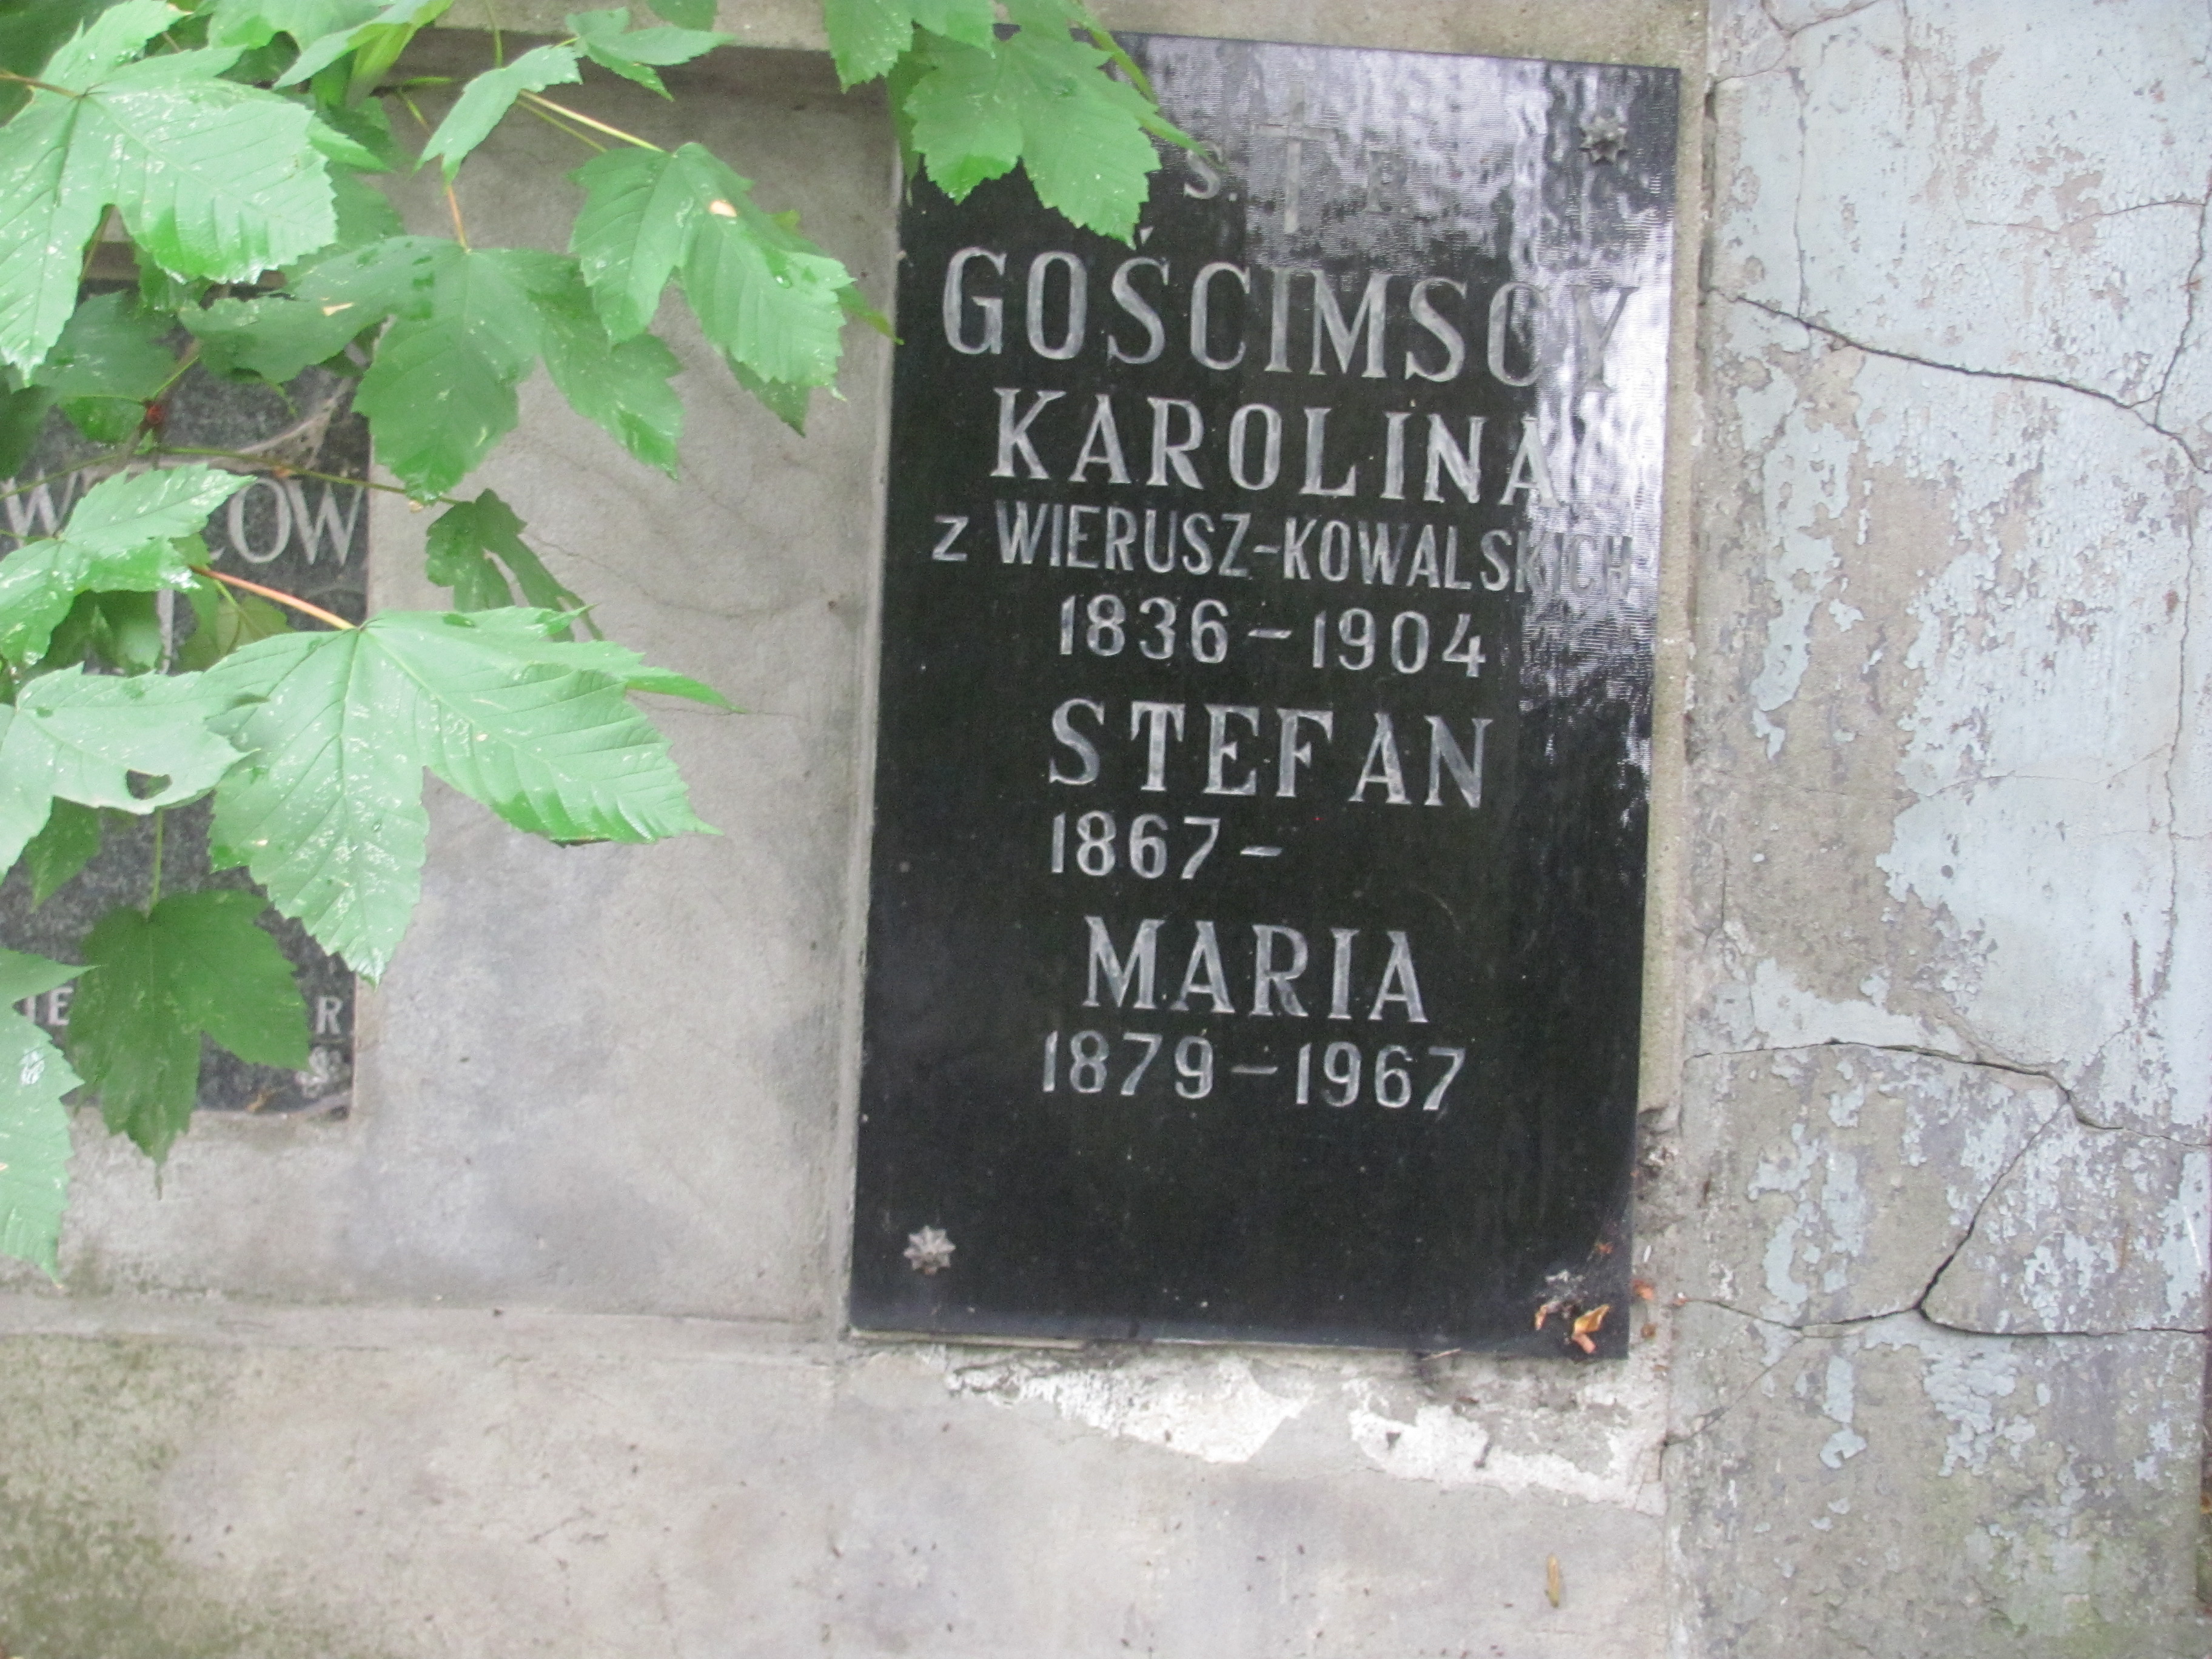 Ś. † P.
GOŚCIMSCY
KAROLINA
z WIERUSZ-KOWALSKICH
1836 – 1904
STEFAN
1867 –
MARIA
1879 – 1967